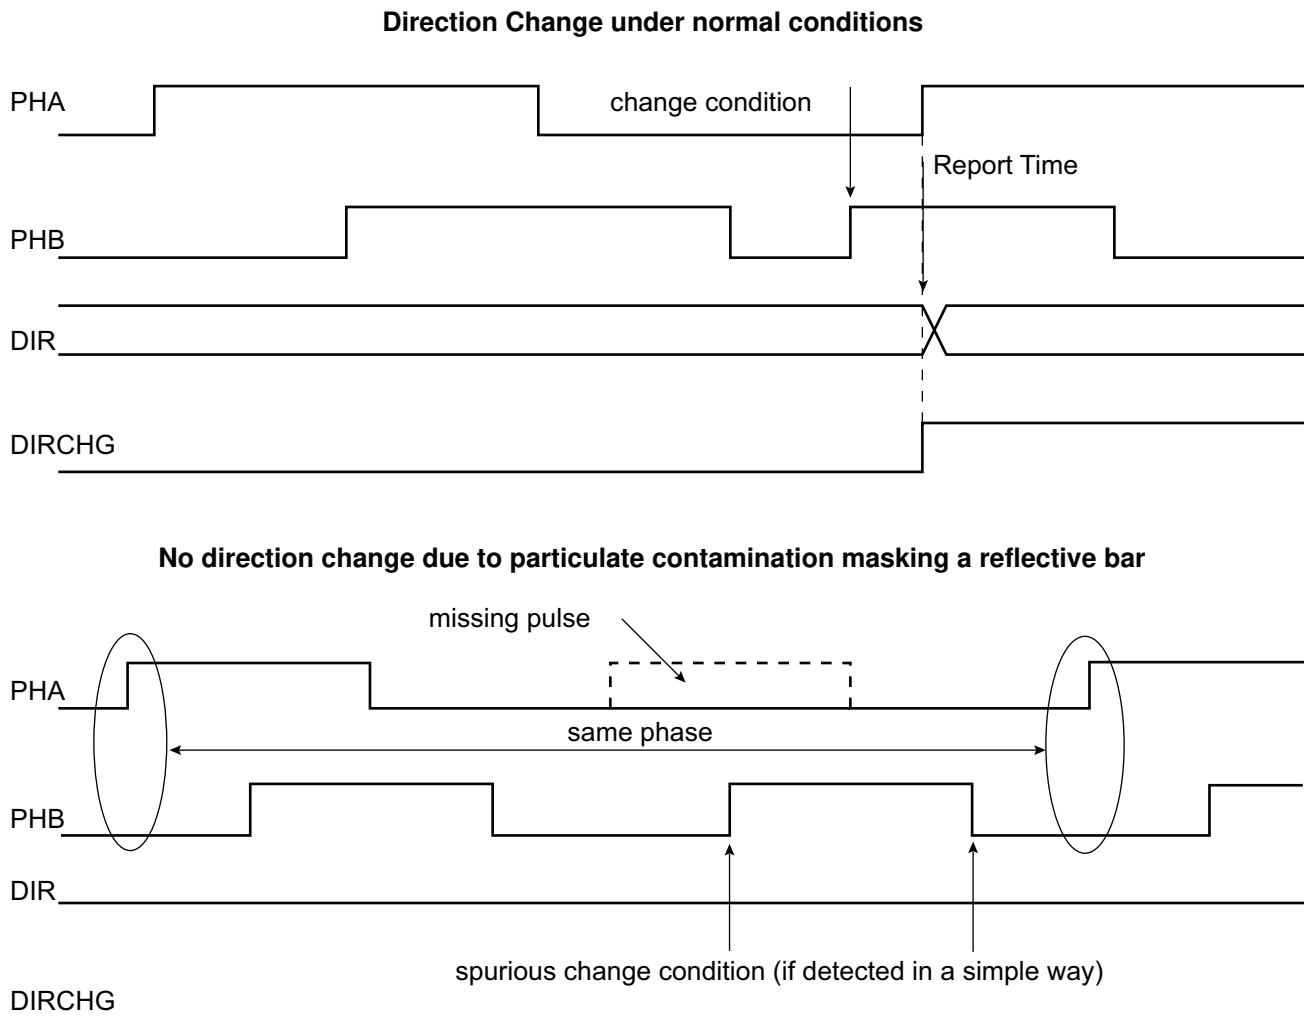 Direction Change under normal conditions
PHA
change condition
Report Time
PHB
DIR
DIRCHG
No direction change due to particulate contamination masking a reflective bar
missing pulse
PHA
same phase
PHB
DIR
spurious change condition (if detected in a simple way)
DIRCHG